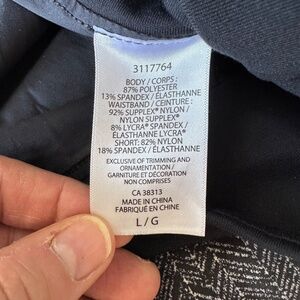 3117764
BODY / CORPS :
87% POLYESTER
13% SPANDEX / ÉLASTHANNE
WAISTBAND / CEINTURE :
92% SUPPLEX® NYLON /
NYLON SUPPLEX®
8% LYCRA® SPANDEX /
ÉLASTHANNE LYCRA®
SHORT: 82% NYLON
18% SPANDEX / ÉLASTHANNE
EXCLUSIVE OF TRIMMING AND
ORNAMENTATION /
GARNITURE ET DÉCORATION
NON COMPRISES
CA 38313
MADE IN CHINA
FABRIQUÉ EN CHINE
L / G